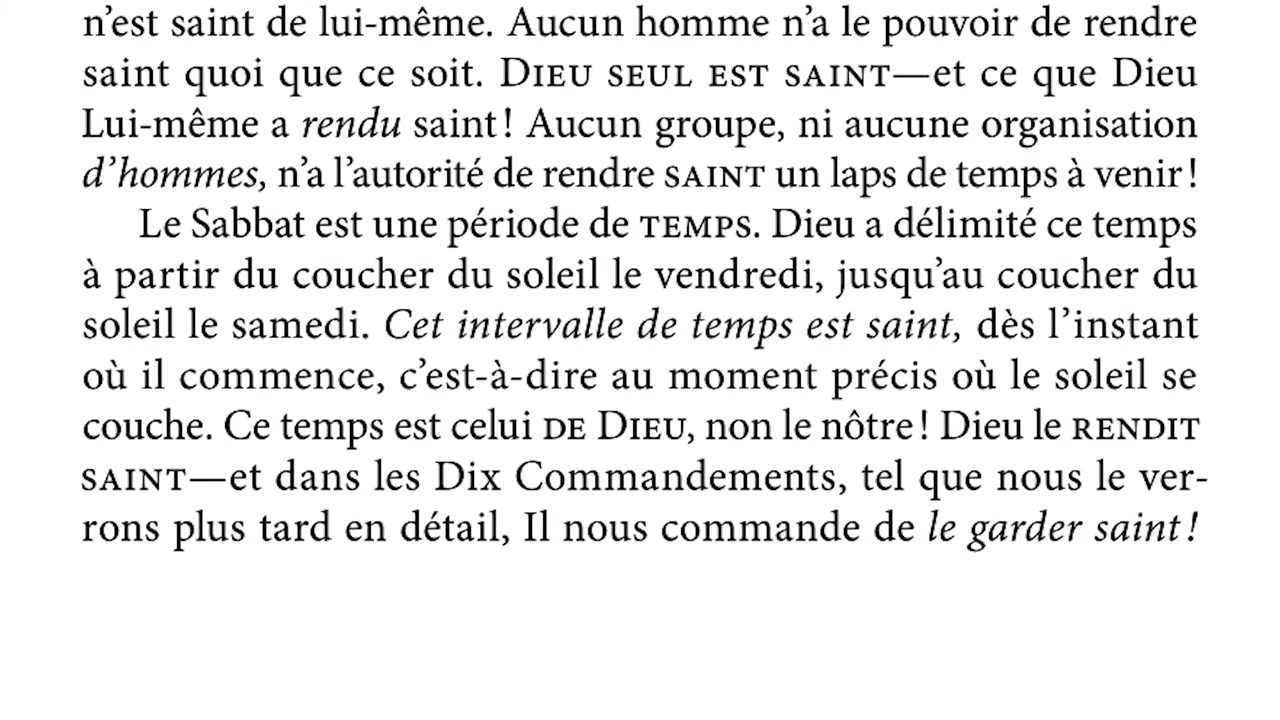 n’est saint de lui-même. Aucun homme n’a le pouvoir de rendre
saint quoi que ce soit. DIEU SEUL EST SAINT—et ce que Dieu
Lui-même a rendu saint ! Aucun groupe, ni aucune organisation
d’hommes, n’a l’autorité de rendre SAINT un laps de temps à venir !
Le Sabbat est une période de TEMPS. Dieu a délimité ce temps
à partir du coucher du soleil le vendredi, jusqu’au coucher du
soleil le samedi. Cet intervalle de temps est saint, dès l’instant
où il commence, c’est-à-dire au moment précis où le soleil se
couche. Ce temps est celui DE DIEU, non le nôtre ! Dieu le RENDIT
SAINT—et dans les Dix Commandements, tel que nous le ver-
rons plus tard en détail, Il nous commande de le garder saint !